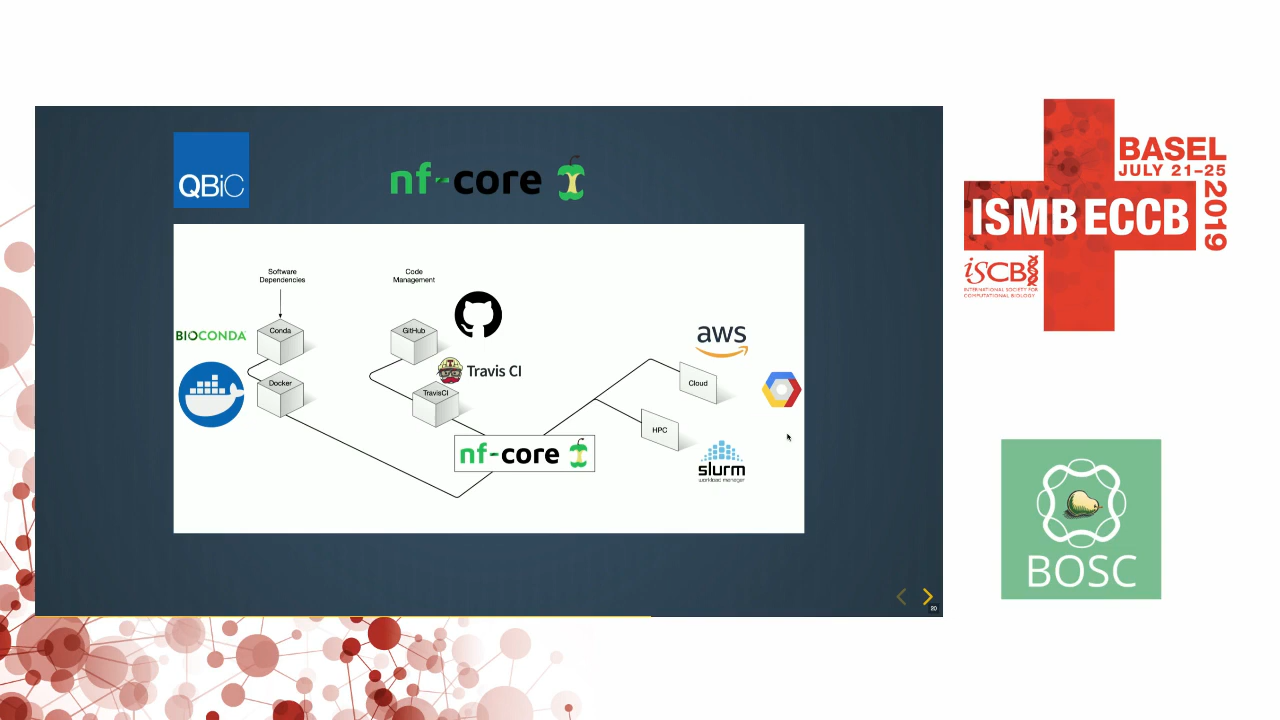 QBiC
nf-core
Software
Dependencies
Code
Management
BIOCONDA
Conda
GitHub
Docker
Travis CI
TravisCI
nf-core
aws
Cloud
HPC
slurm
workload manager
20
BASEL
JULY 21–25
2019
ISMB ECCB
iSCB
INTERNATIONAL SOCIETY FOR
COMPUTATIONAL BIOLOGY
BOSC